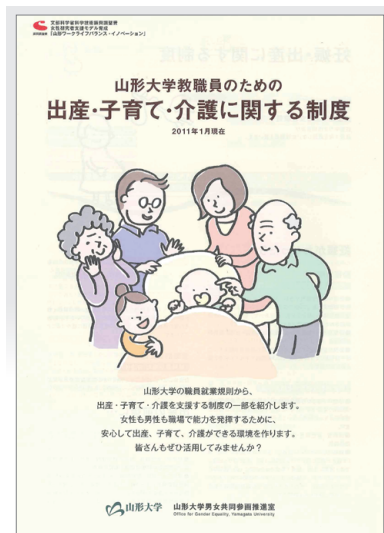 文部科学省科学技術振興調整費
女性研究者支援モデル育成
「山形ワークライフバランス・イノベーション」
山形大学教職員のための
出産・子育て・介護に関する制度
2011年1月現在
山形大学の職員就業規則から、
出産・子育て・介護を支援する制度の一部を紹介します。
女性も男性も職場で能力を発揮するために、
安心して出産、子育て、介護ができる環境を作ります。
皆さんもぜひ活用してみませんか？
山形大学 山形大学男女共同参画推進室
Office for Gender Equality, Yamagata University